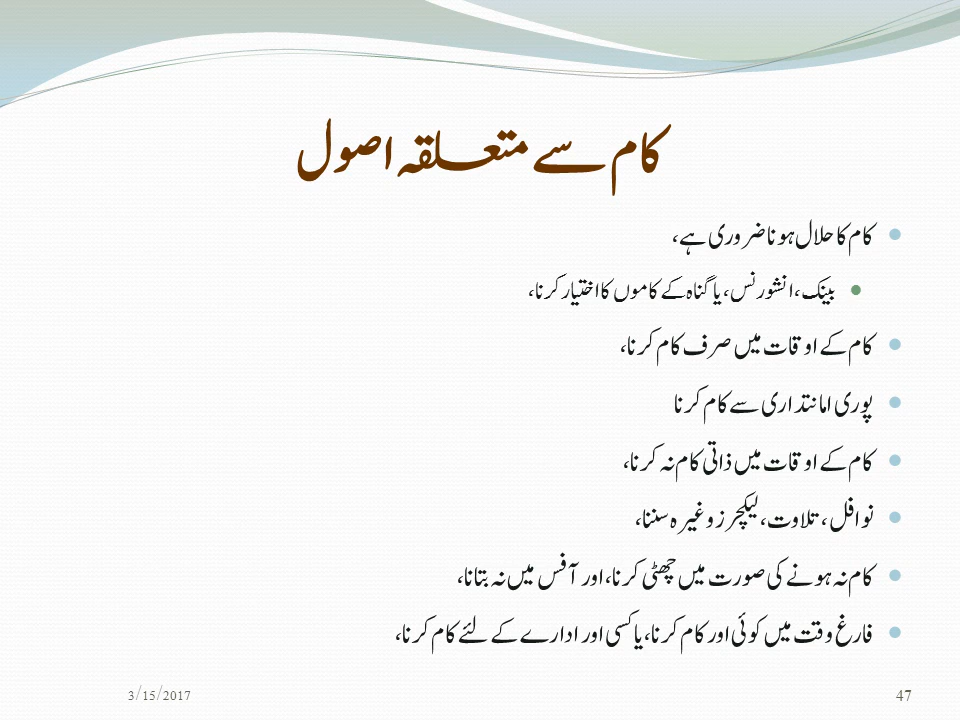 کام سے متعلقہ اصول
کام کا حلال ہونا ضروری ہے،
بینک، انشورنس، یا گناہ کے کاموں کا اختیار کرنا،
کام کے اوقات میں صرف کام کرنا،
پوری امانتداری سے کام کرنا
کام کے اوقات میں ذاتی کام نہ کرنا،
نوافل، تلاوت، لیکچرز وغیرہ سننا،
کام نہ ہونے کی صورت میں چھٹی کرنا، اور آفس میں نہ بتانا،
فارغ وقت میں کوئی اور کام کرنا، یا کسی اور ادارے کے لئے کام کرنا،
3/15/2017
47